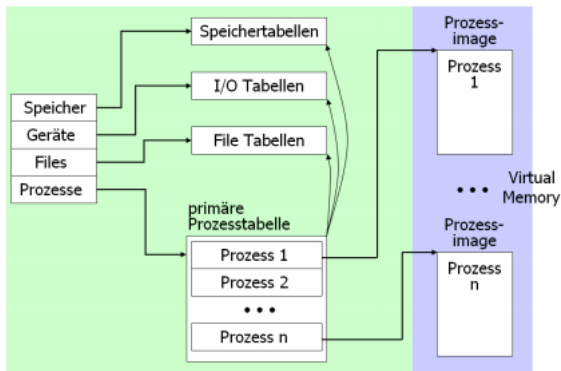 Speichertabellen
I/O Tabellen
File Tabellen
Speicher
Geräte
Files
Prozesse
primäre
Prozesstabelle
Prozess 1
Prozess 2
•••
Prozess n
Prozess-
image
Prozess
1
•••
Virtual
Memory
Prozess-
image
Prozess
n